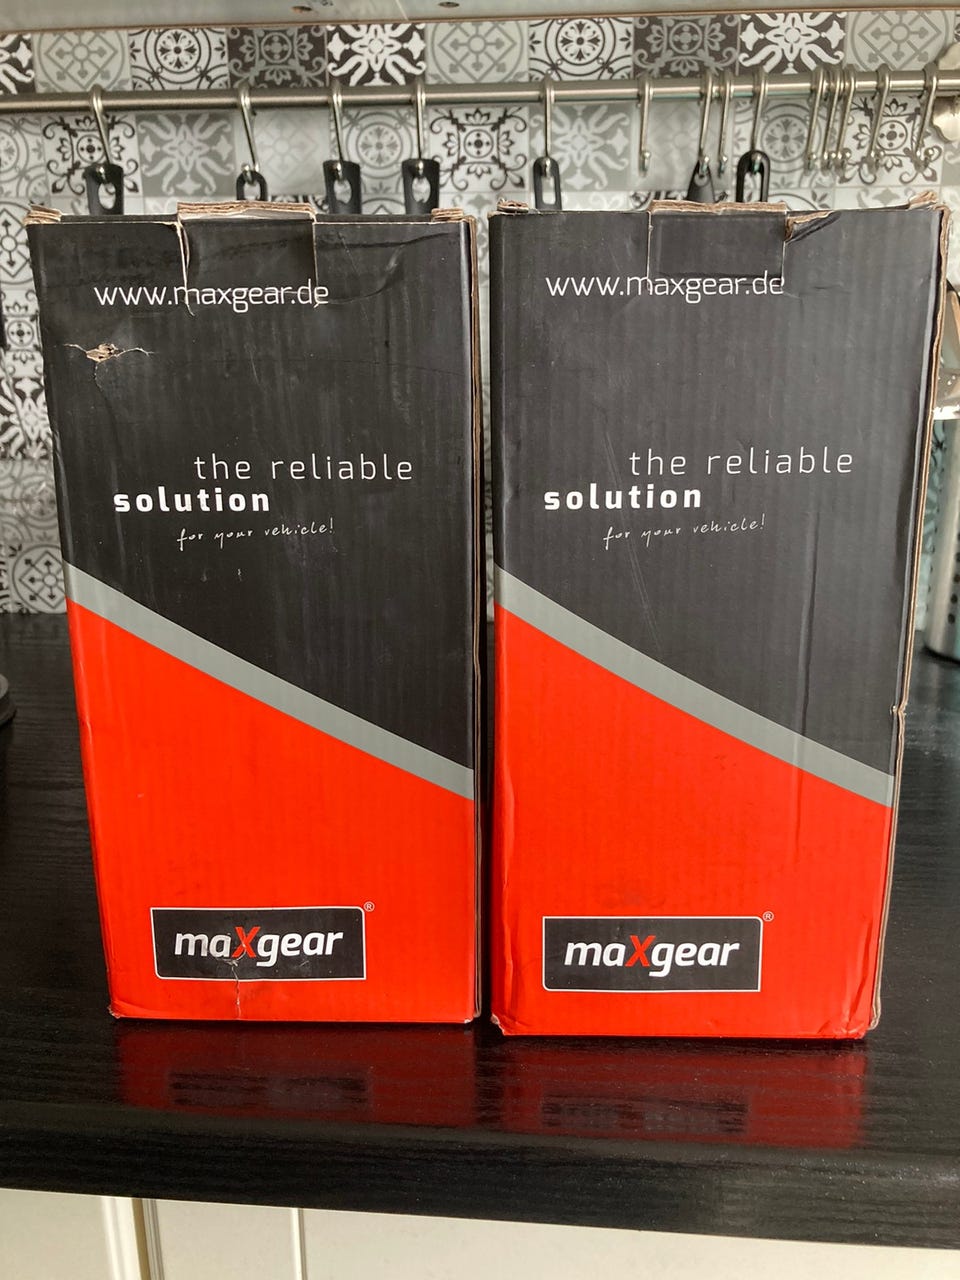 www.maxgear.de
the reliable
solution
for your vehicle!
maXgear®
www.maxgear.de
the reliable
solution
for your vehicle!
maXgear®